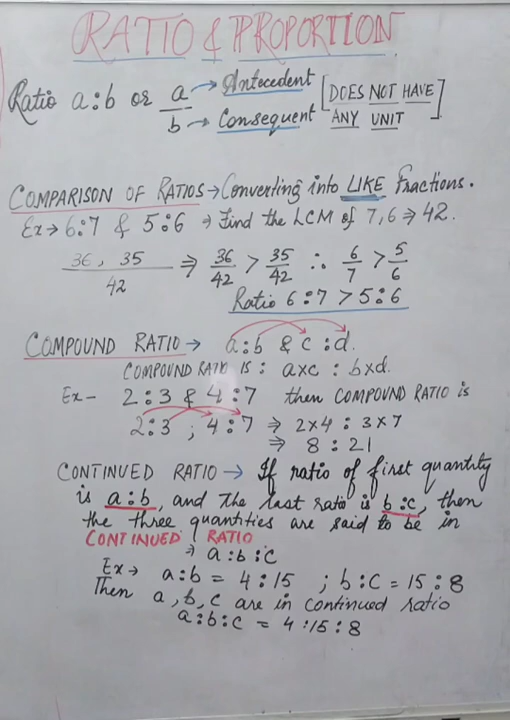 RATIO & PROPORTION
Ratio a:b or a/b → Antecedent → Consequent [DOES NOT HAVE ANY UNIT]
COMPARISON OF RATIOS → Converting into LIKE Fractions.
Ex → 6:7 & 5:6 → Find the LCM of 7,6 ⇒ 42.
36, 35 / 42 ⇒ 36/42 > 35/42 ∴ 6/7 > 5/6
Ratio 6:7 > 5:6
COMPOUND RATIO → a:b & c:d.
COMPOUND RATIO IS : axc : bxd.
Ex - 2:3 & 4:7 then COMPOUND RATIO is
2:3 ; 4:7 ⇒ 2x4 : 3x7
⇒ 8 : 21
CONTINUED RATIO → If ratio of first quantity
is a:b, and the last ratio is b:c, then
the three quantities are said to be in
CONTINUED RATIO
→ a:b:c
Ex → a:b = 4:15 ; b:c = 15:8
Then a, b, c are in continued ratio
a:b:c = 4:15:8